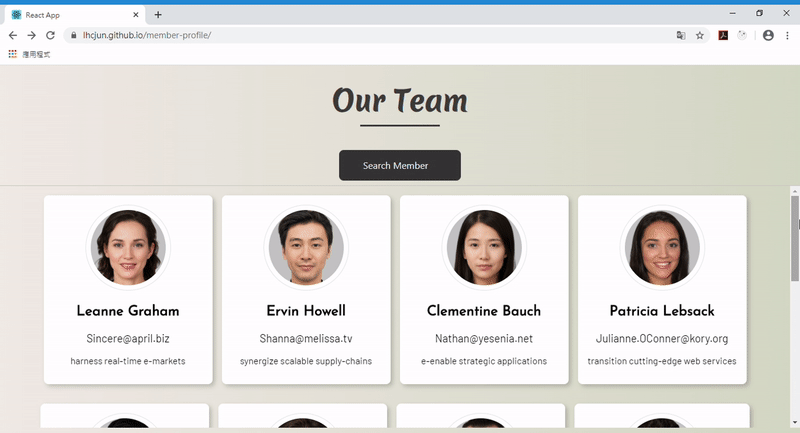 React App
lhcjun.github.io/member-profile/
應用程式
Our Team
Search Member
Leanne Graham
Sincere@april.biz
harness real-time e-markets
Ervin Howell
Shanna@melissa.tv
synergize scalable supply-chains
Clementine Bauch
Nathan@yesenia.net
e-enable strategic applications
Patricia Lebsack
Julianne.OConner@kory.org
transition cutting-edge web services